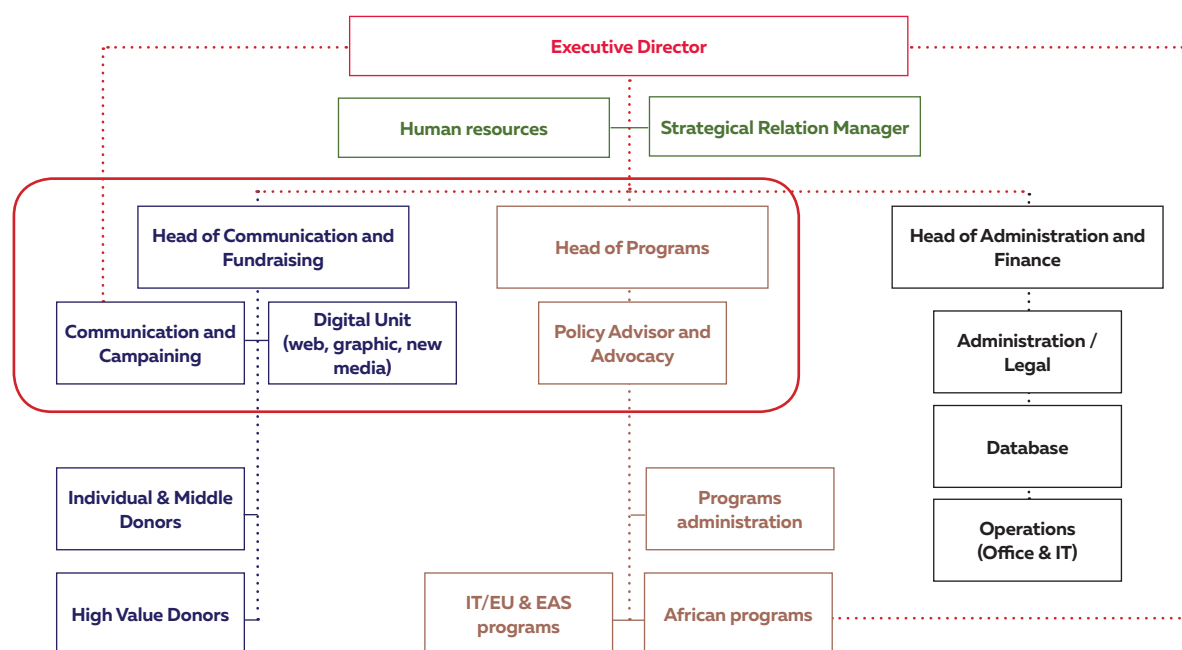 Executive Director
Human resources
Strategical Relation Manager
Head of Communication and
Fundraising
Head of Programs
Head of Administration and
Finance
Communication and
Campaining
Digital Unit
(web, graphic, new
media)
Policy Advisor and
Advocacy
Administration /
Legal
Database
Individual & Middle
Donors
Programs
administration
Operations
(Office & IT)
High Value Donors
IT/EU & EAS
programs
African programs